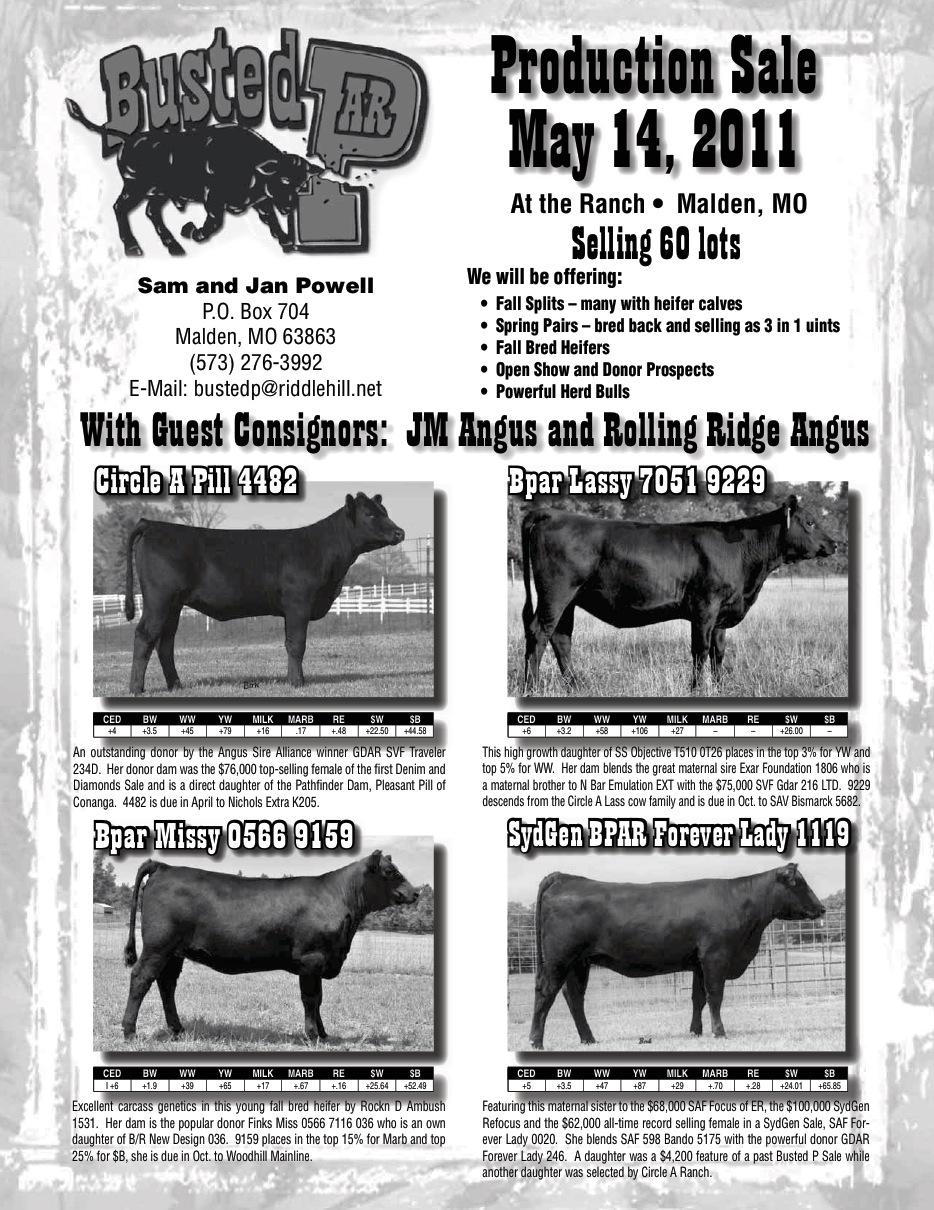 Busted P
BAR
Production Sale
May 14, 2011
At the Ranch • Malden, MO
Selling 60 lots
Sam and Jan Powell
P.O. Box 704
Malden, MO 63863
(573) 276-3992
E-Mail: bustedp@riddlehill.net
We will be offering:
• Fall Splits – many with heifer calves
• Spring Pairs – bred back and selling as 3 in 1 uints
• Fall Bred Heifers
• Open Show and Donor Prospects
• Powerful Herd Bulls
With Guest Consignors: JM Angus and Rolling Ridge Angus
Circle A Pill 4482
Birk
CED BW WW YW MILK MARB RE $W $B
+4 +3.5 +45 +79 +16 .17 +.48 +22.50 +44.58
An outstanding donor by the Angus Sire Alliance winner GDAR SVF Traveler
234D. Her donor dam was the $76,000 top-selling female of the first Denim and
Diamonds Sale and is a direct daughter of the Pathfinder Dam, Pleasant Pill of
Conanga. 4482 is due in April to Nichols Extra K205.
Bpar Lassy 7051 9229
CED BW WW YW MILK MARB RE $W $B
+6 +3.2 +58 +106 +27 – – +26.00 –
This high growth daughter of SS Objective T510 0T26 places in the top 3% for YW and
top 5% for WW. Her dam blends the great maternal sire Exar Foundation 1806 who is
a maternal brother to N Bar Emulation EXT with the $75,000 SVF Gdar 216 LTD. 9229
descends from the Circle A Lass cow family and is due in Oct. to SAV Bismarck 5682.
Bpar Missy 0566 9159
CED BW WW YW MILK MARB RE $W $B
I +6 +1.9 +39 +65 +17 +.67 +.16 +25.64 +52.49
Excellent carcass genetics in this young fall bred heifer by Rockn D Ambush
1531. Her dam is the popular donor Finks Miss 0566 7116 036 who is an own
daughter of B/R New Design 036. 9159 places in the top 15% for Marb and top
25% for $B, she is due in Oct. to Woodhill Mainline.
SydGen BPAR Forever Lady 1119
Birk
CED BW WW YW MILK MARB RE $W $B
+5 +3.5 +47 +87 +29 +.70 +.28 +24.01 +65.85
Featuring this maternal sister to the $68,000 SAF Focus of ER, the $100,000 SydGen
Refocus and the $62,000 all-time record selling female in a SydGen Sale, SAF For-
ever Lady 0020. She blends SAF 598 Bando 5175 with the powerful donor GDAR
Forever Lady 246. A daughter was a $4,200 feature of a past Busted P Sale while
another daughter was selected by Circle A Ranch.